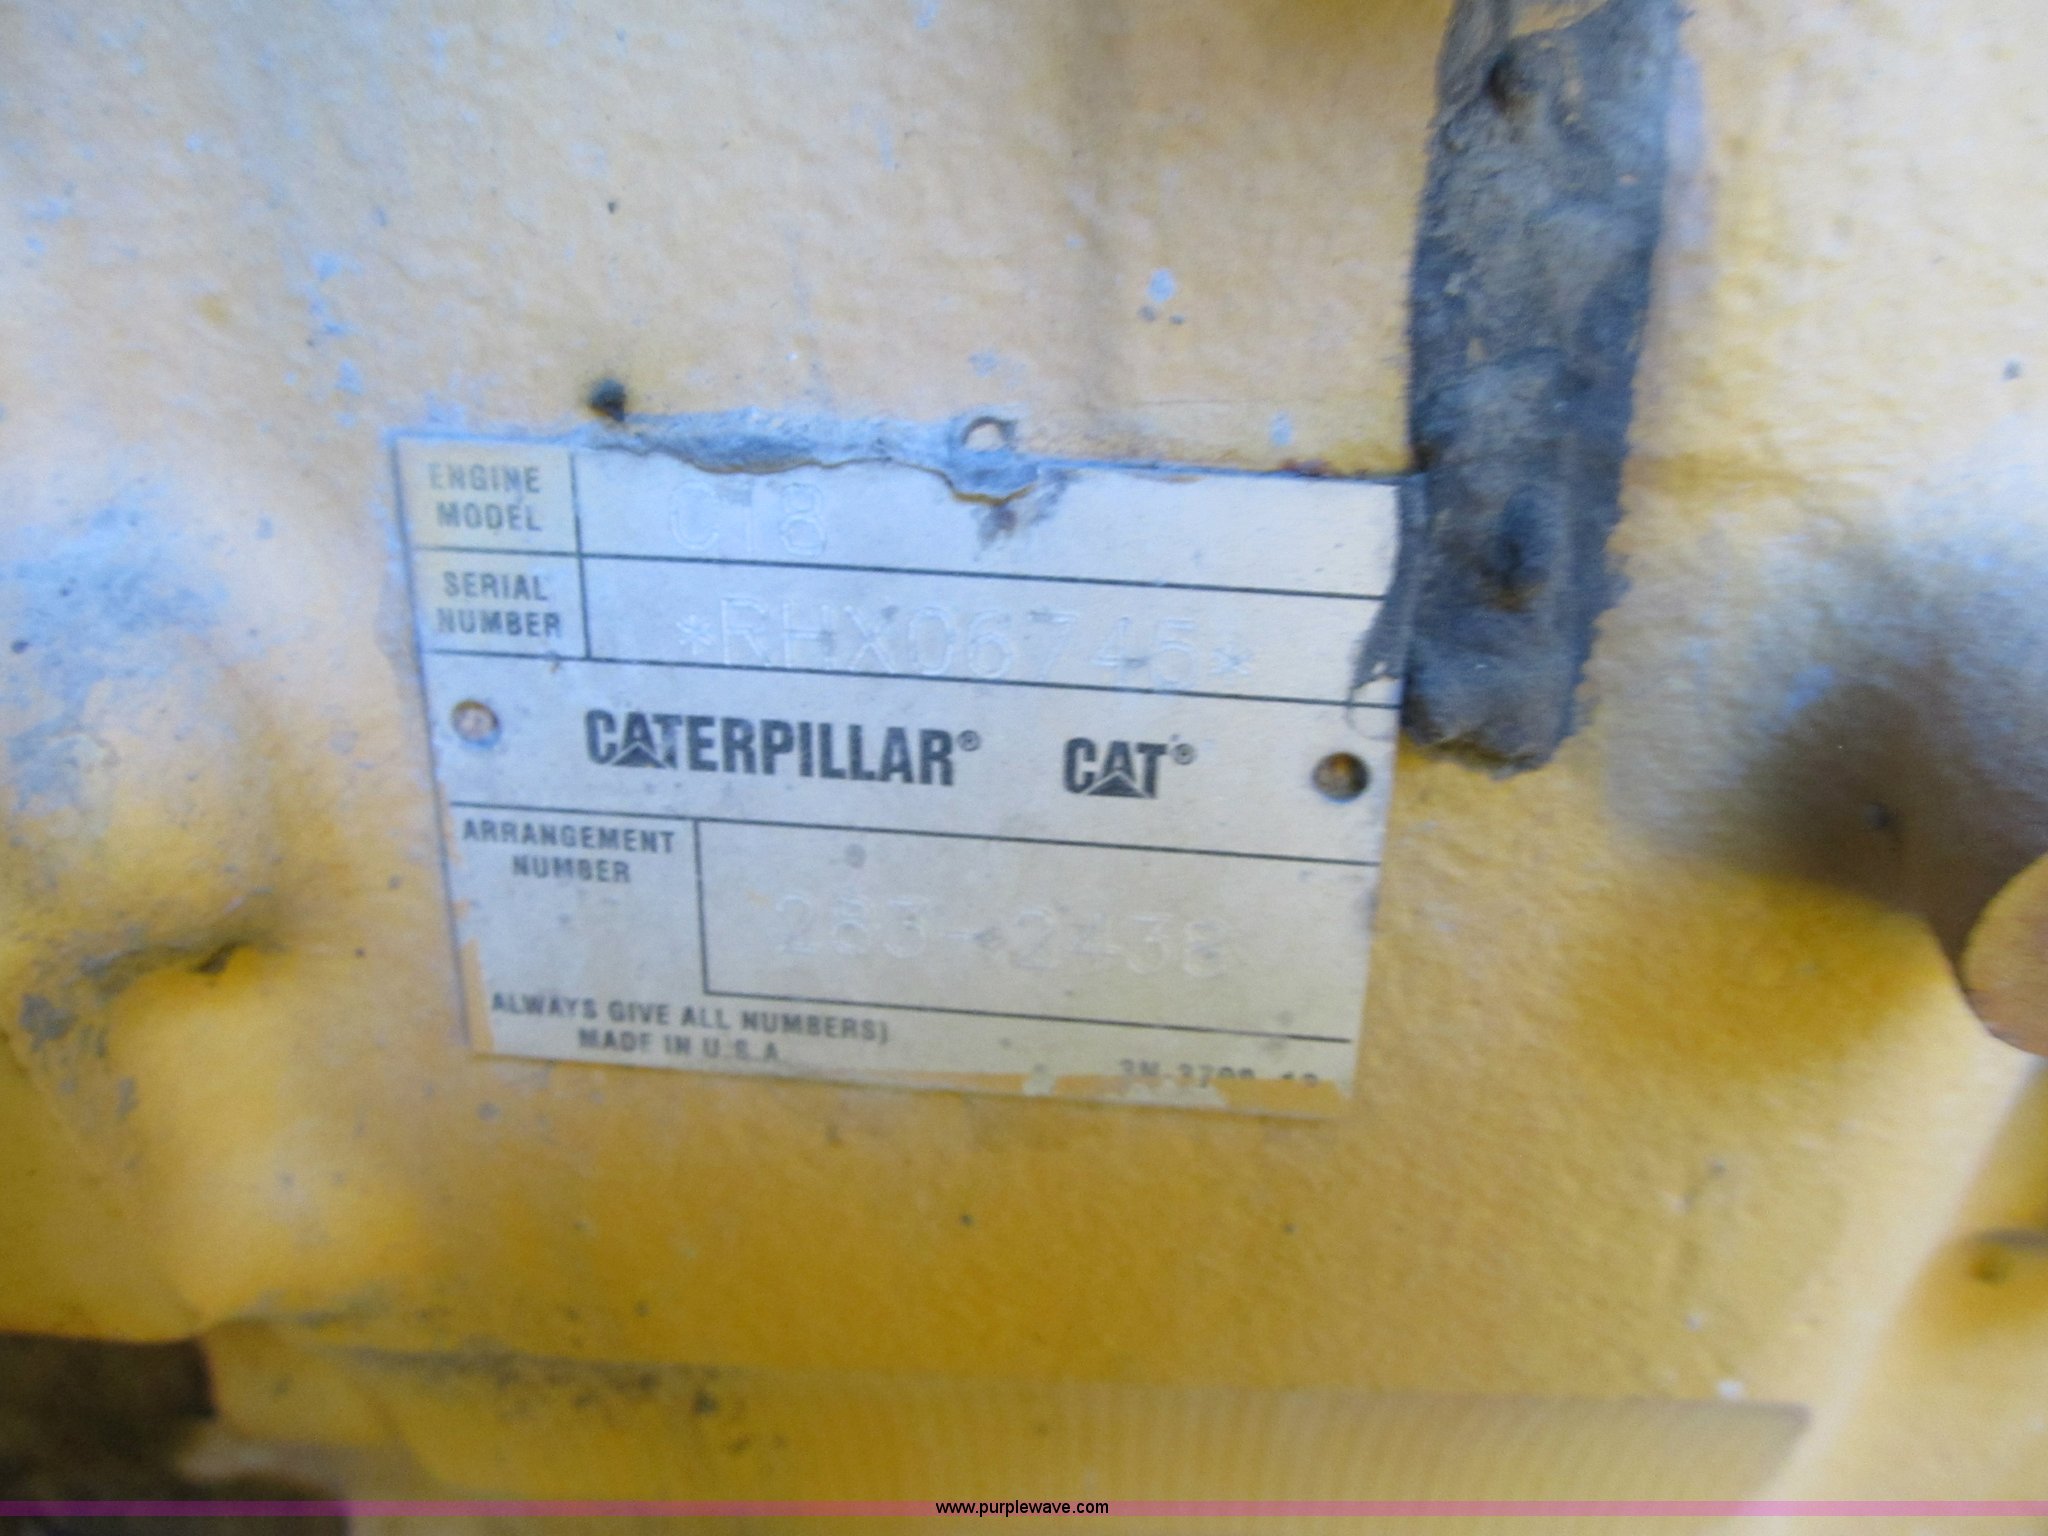 ENGINE
MODEL
C18
SERIAL
NUMBER
*RHX06745*
CATERPILLAR® CAT®
ARRANGEMENT
NUMBER
ALWAYS GIVE ALL NUMBERS)
MADE IN U.S.A
www.purplewave.com